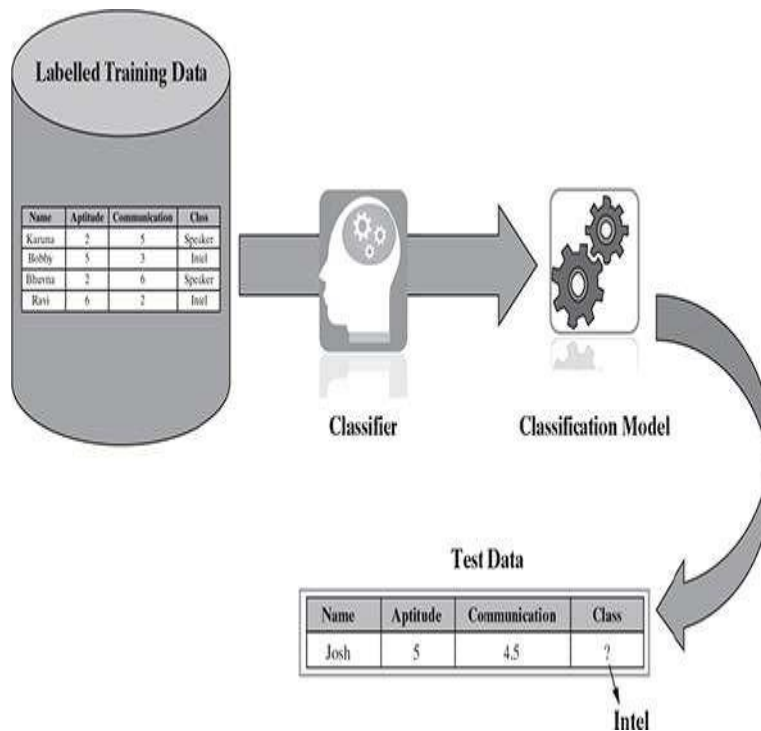 Labelled Training Data
Name Aptitude Communication Class
Karuna 2 5 Speaker
Bobby 5 3 Intel
Bhuvna 2 6 Speaker
Ravi 6 2 Intel
Classifier
Classification Model
Test Data
Name Aptitude Communication Class
Josh 5 4.5 ?
Intel